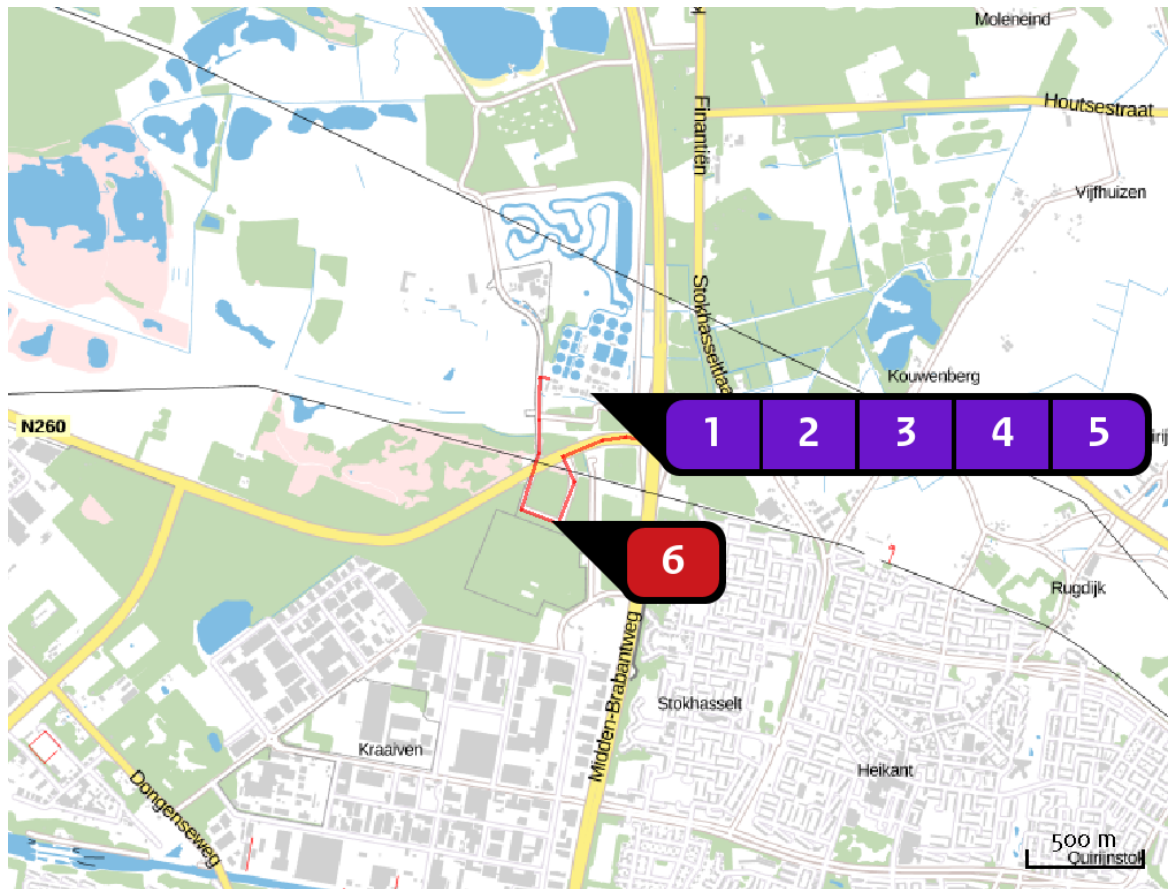 Moleneind
Houtsestraat
Finantiën
Vijfhuizen
Stokhasseltlaa
Kouwenberg
N260
1 2 3 4 5
6
Rugdijk
Midden-Brabantweg
Stokhasselt
Kraaiven
Heikant
Dongenseweg
500 m
Quirijnstok